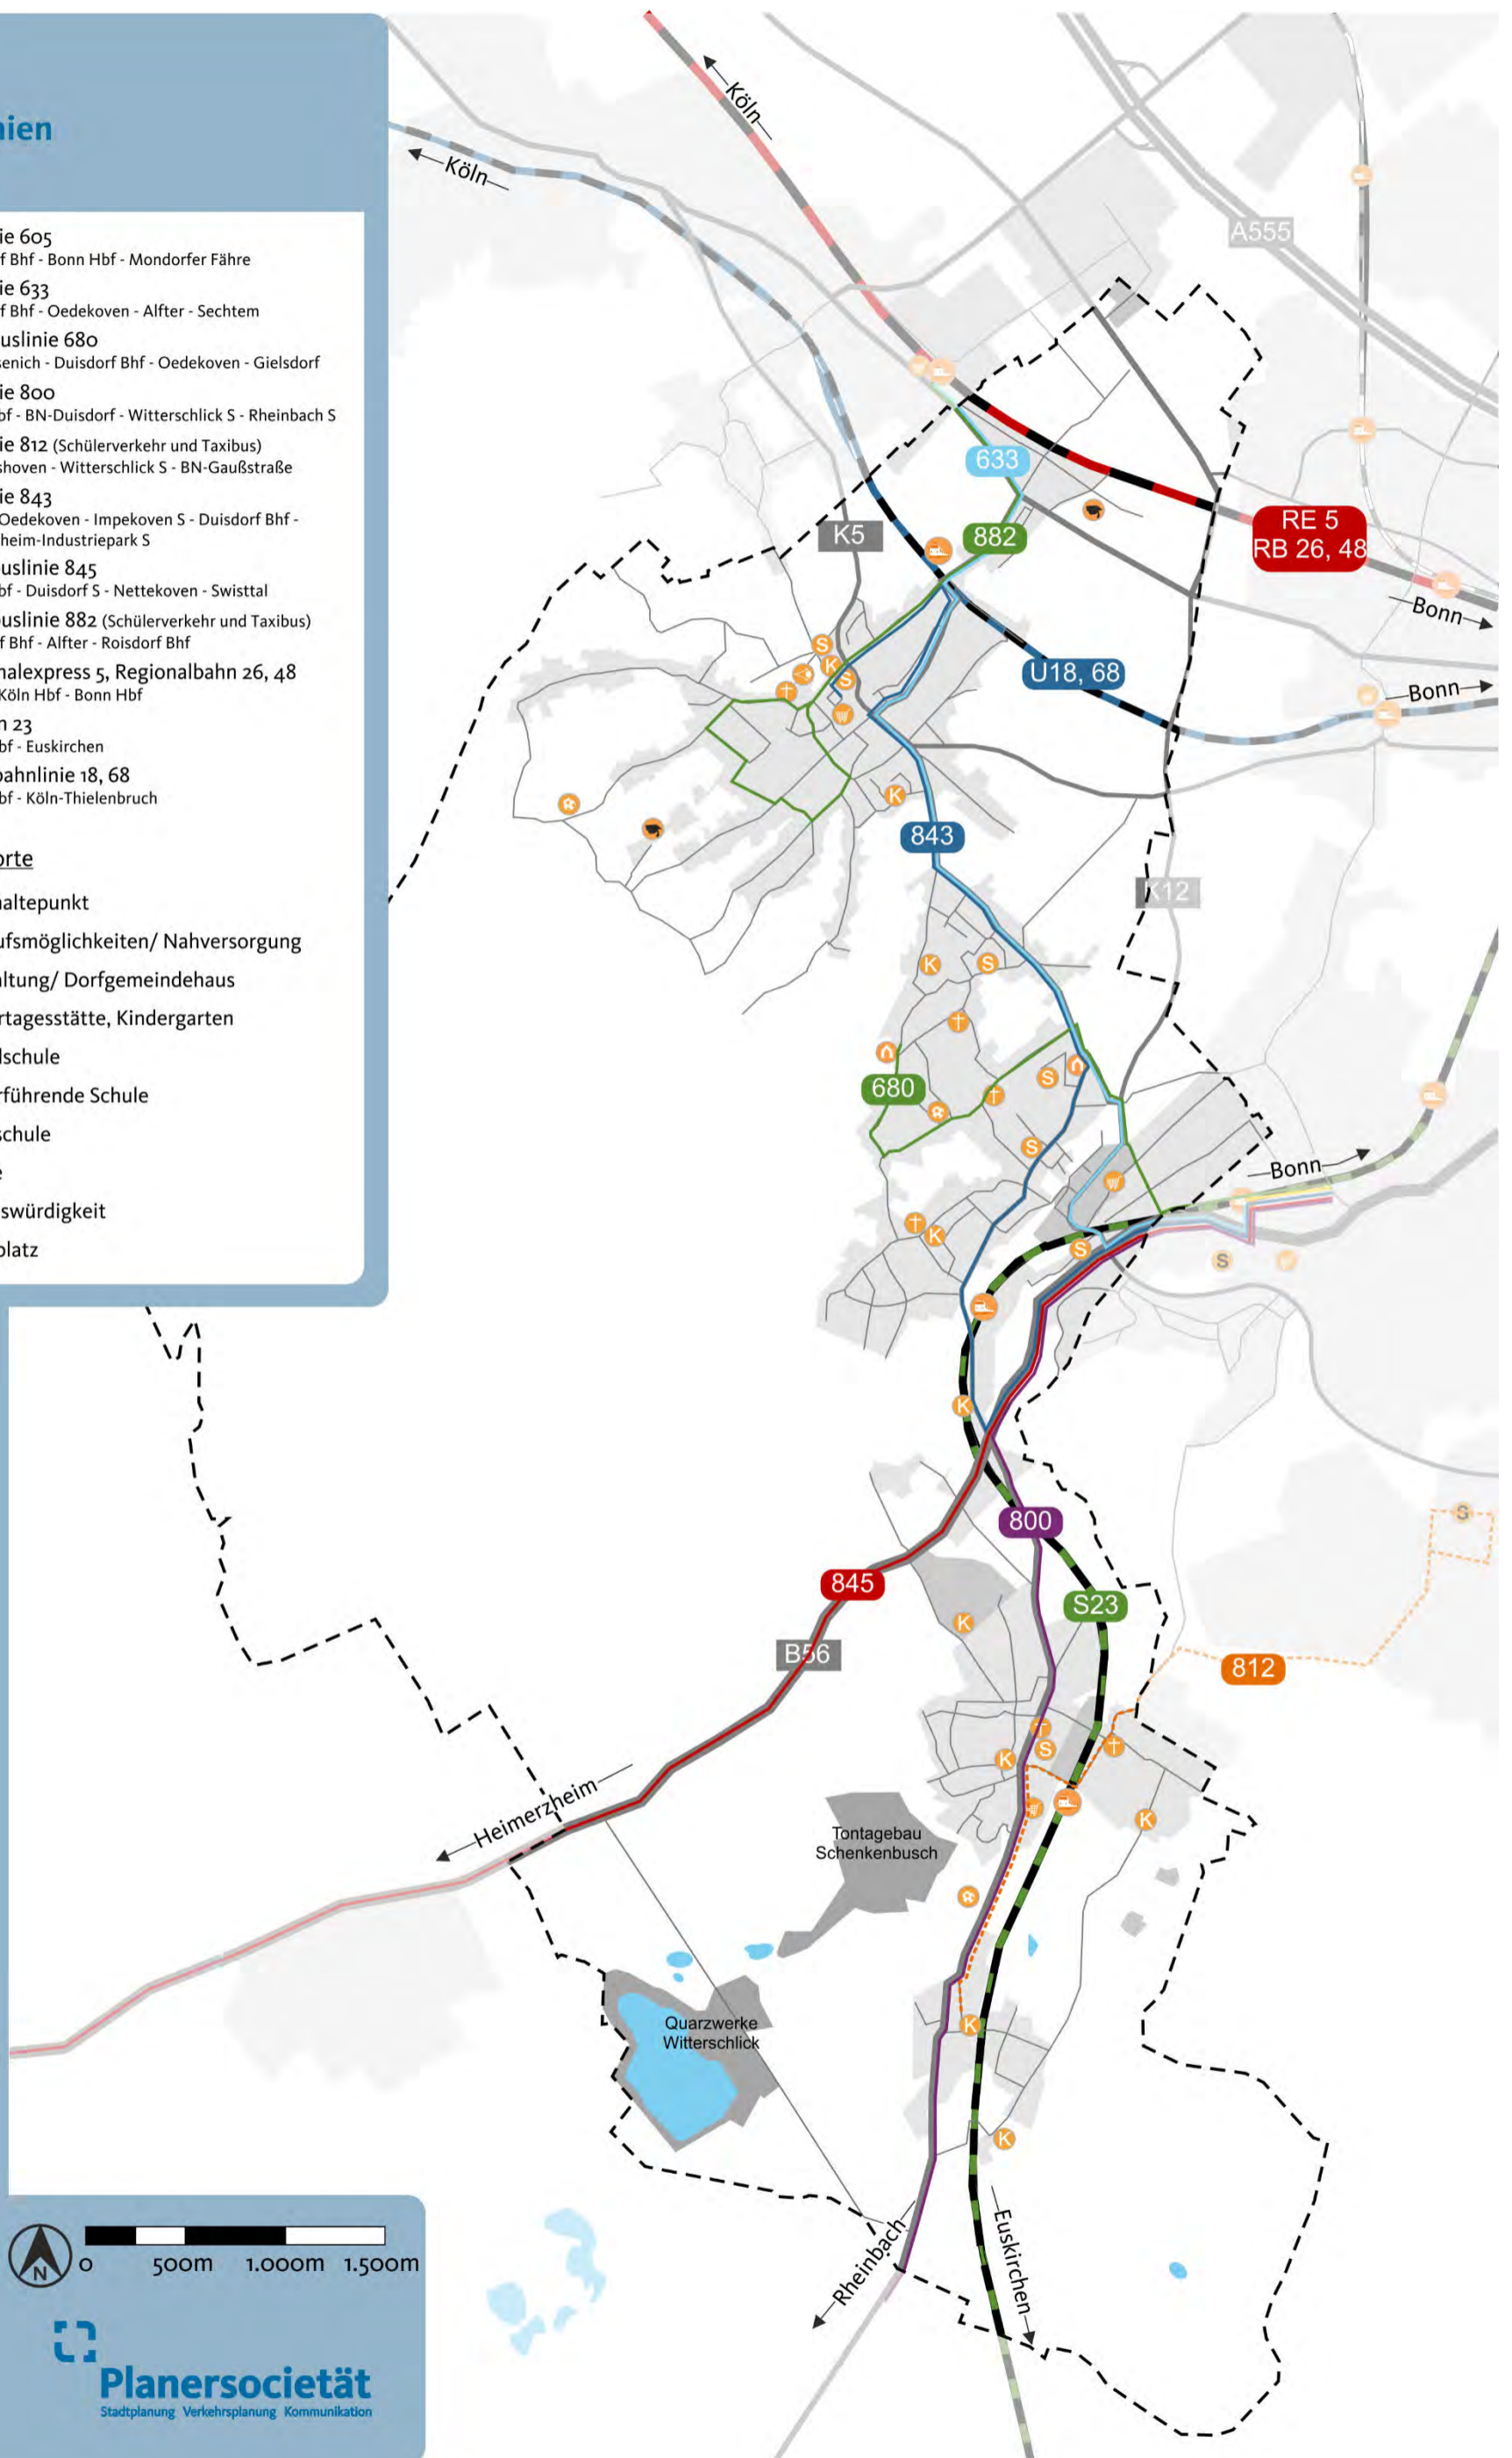 nien
ie 605
f Bhf - Bonn Hbf - Mondorfer Fähre
ie 633
f Bhf - Oedekoven - Alfter - Sechtem
uslinie 680
senich - Duisdorf Bhf - Oedekoven - Gielsdorf
ie 800
bf - BN-Duisdorf - Witterschlick S - Rheinbach S
ie 812 (Schülerverkehr und Taxibus)
shoven - Witterschlick S - BN-Gaußstraße
ie 843
Oedekoven - Impekoven S - Duisdorf Bhf -
heim-Industriepark S
uslinie 845
bf - Duisdorf S - Nettekoven - Swisttal
uslinie 882 (Schülerverkehr und Taxibus)
f Bhf - Alfter - Roisdorf Bhf
nalexpress 5, Regionalbahn 26, 48
Köln Hbf - Bonn Hbf
n 23
bf - Euskirchen
bahnlinie 18, 68
bf - Köln-Thielenbruch
orte
altepunkt
ufsmöglichkeiten/ Nahversorgung
altung/ Dorfgemeindehaus
rtagesstätte, Kindergarten
lschule
rführende Schule
schule
e
swürdigkeit
platz
Köln
Köln
A555
633
K5
882
RE 5
RB 26, 48
Bonn
U18, 68
Bonn
S
K
S
K
843
K12
K
S
680
S
S
Bonn
K
S
S
K
800
845
S23
S
K
B56
812
S
K
Heimerzheim
K
Tontagebau
Schenkenbusch
Quarzwerke
Witterschlick
K
K
Rheinbach
Euskirchen
N
0 500m 1.000m 1.500m
Planersocietät
Stadtplanung Verkehrsplanung Kommunikation